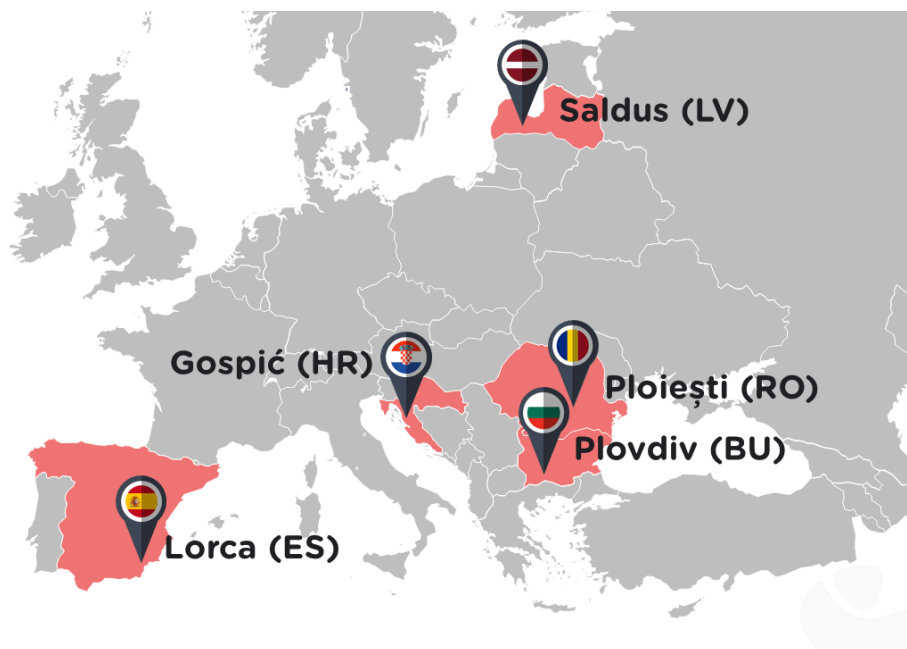 Saldus (LV)
Gospić (HR)
Ploiești (RO)
Plovdiv (BU)
Lorca (ES)